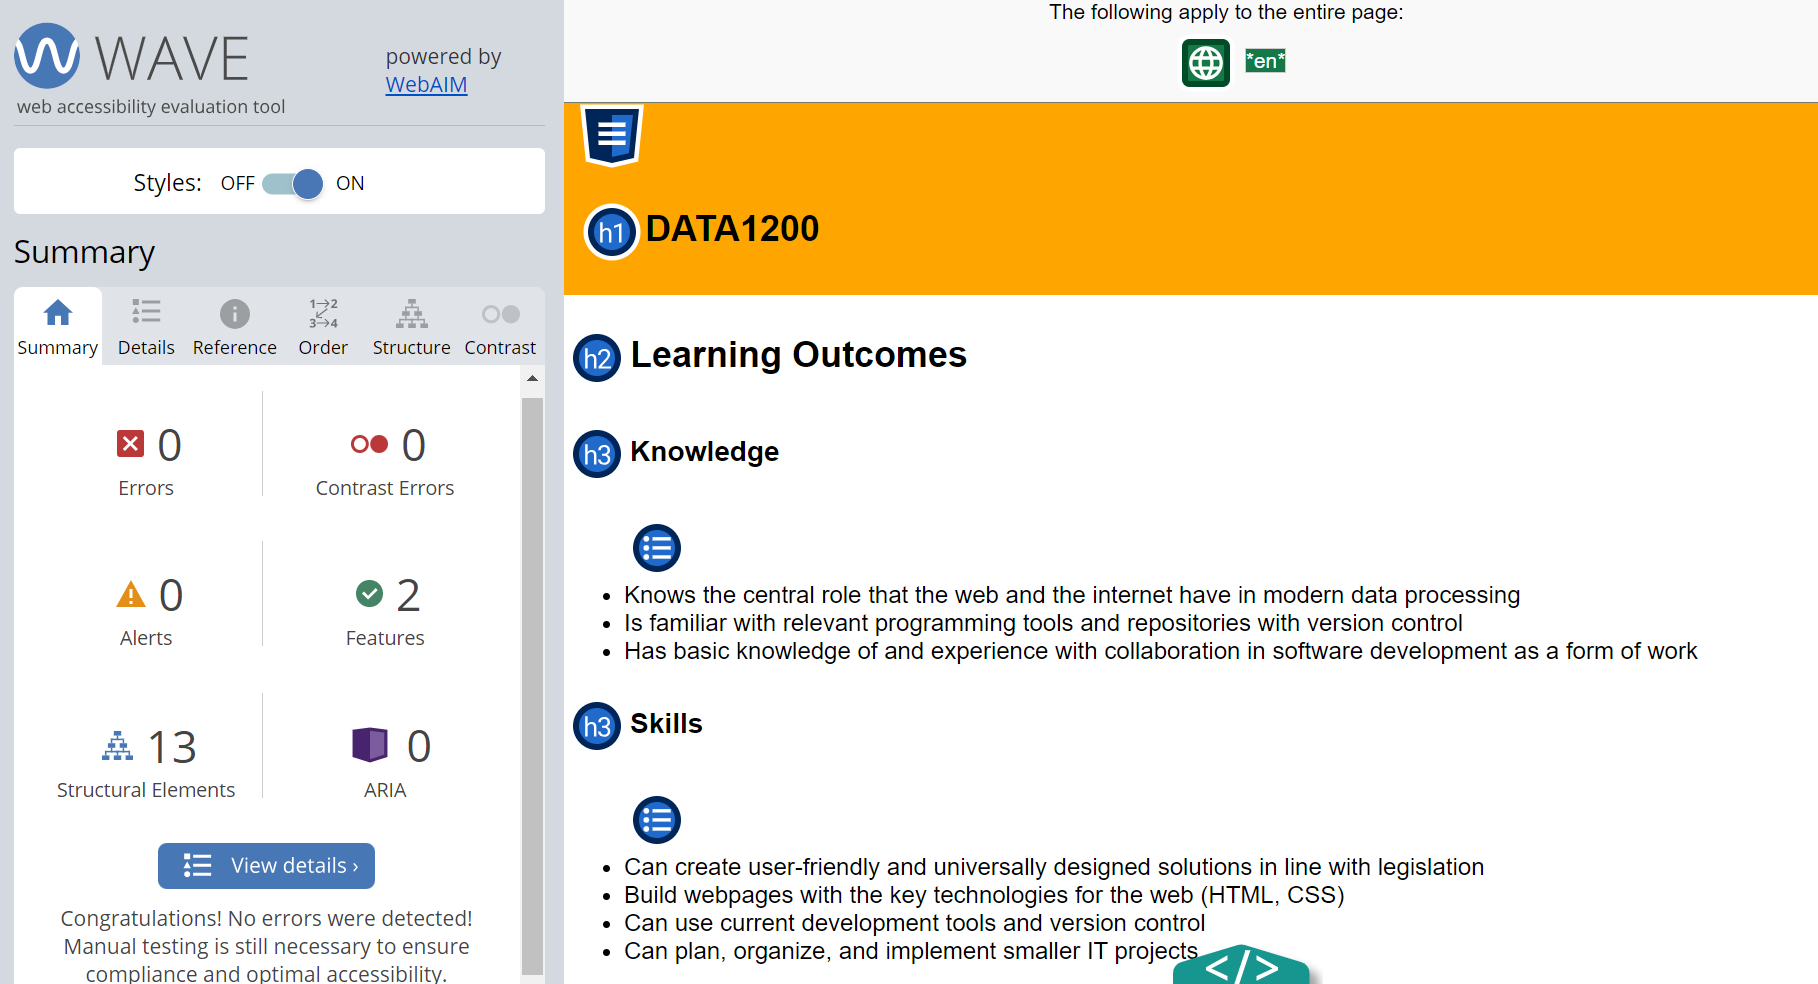 WAVE
powered by
WebAIM
web accessibility evaluation tool
Styles: OFF ON
Summary
Summary Details Reference Order Structure Contrast
1→2
3→4
0
Errors
0
Contrast Errors
0
Alerts
2
Features
13
Structural Elements
0
ARIA
View details ›
Congratulations! No errors were detected!
Manual testing is still necessary to ensure
compliance and optimal accessibility.
The following apply to the entire page:
*en*
h1 DATA1200
h2 Learning Outcomes
h3 Knowledge
• Knows the central role that the web and the internet have in modern data processing
• Is familiar with relevant programming tools and repositories with version control
• Has basic knowledge of and experience with collaboration in software development as a form of work
h3 Skills
• Can create user-friendly and universally designed solutions in line with legislation
• Build webpages with the key technologies for the web (HTML, CSS)
• Can use current development tools and version control
• Can plan, organize, and implement smaller IT projects
</>